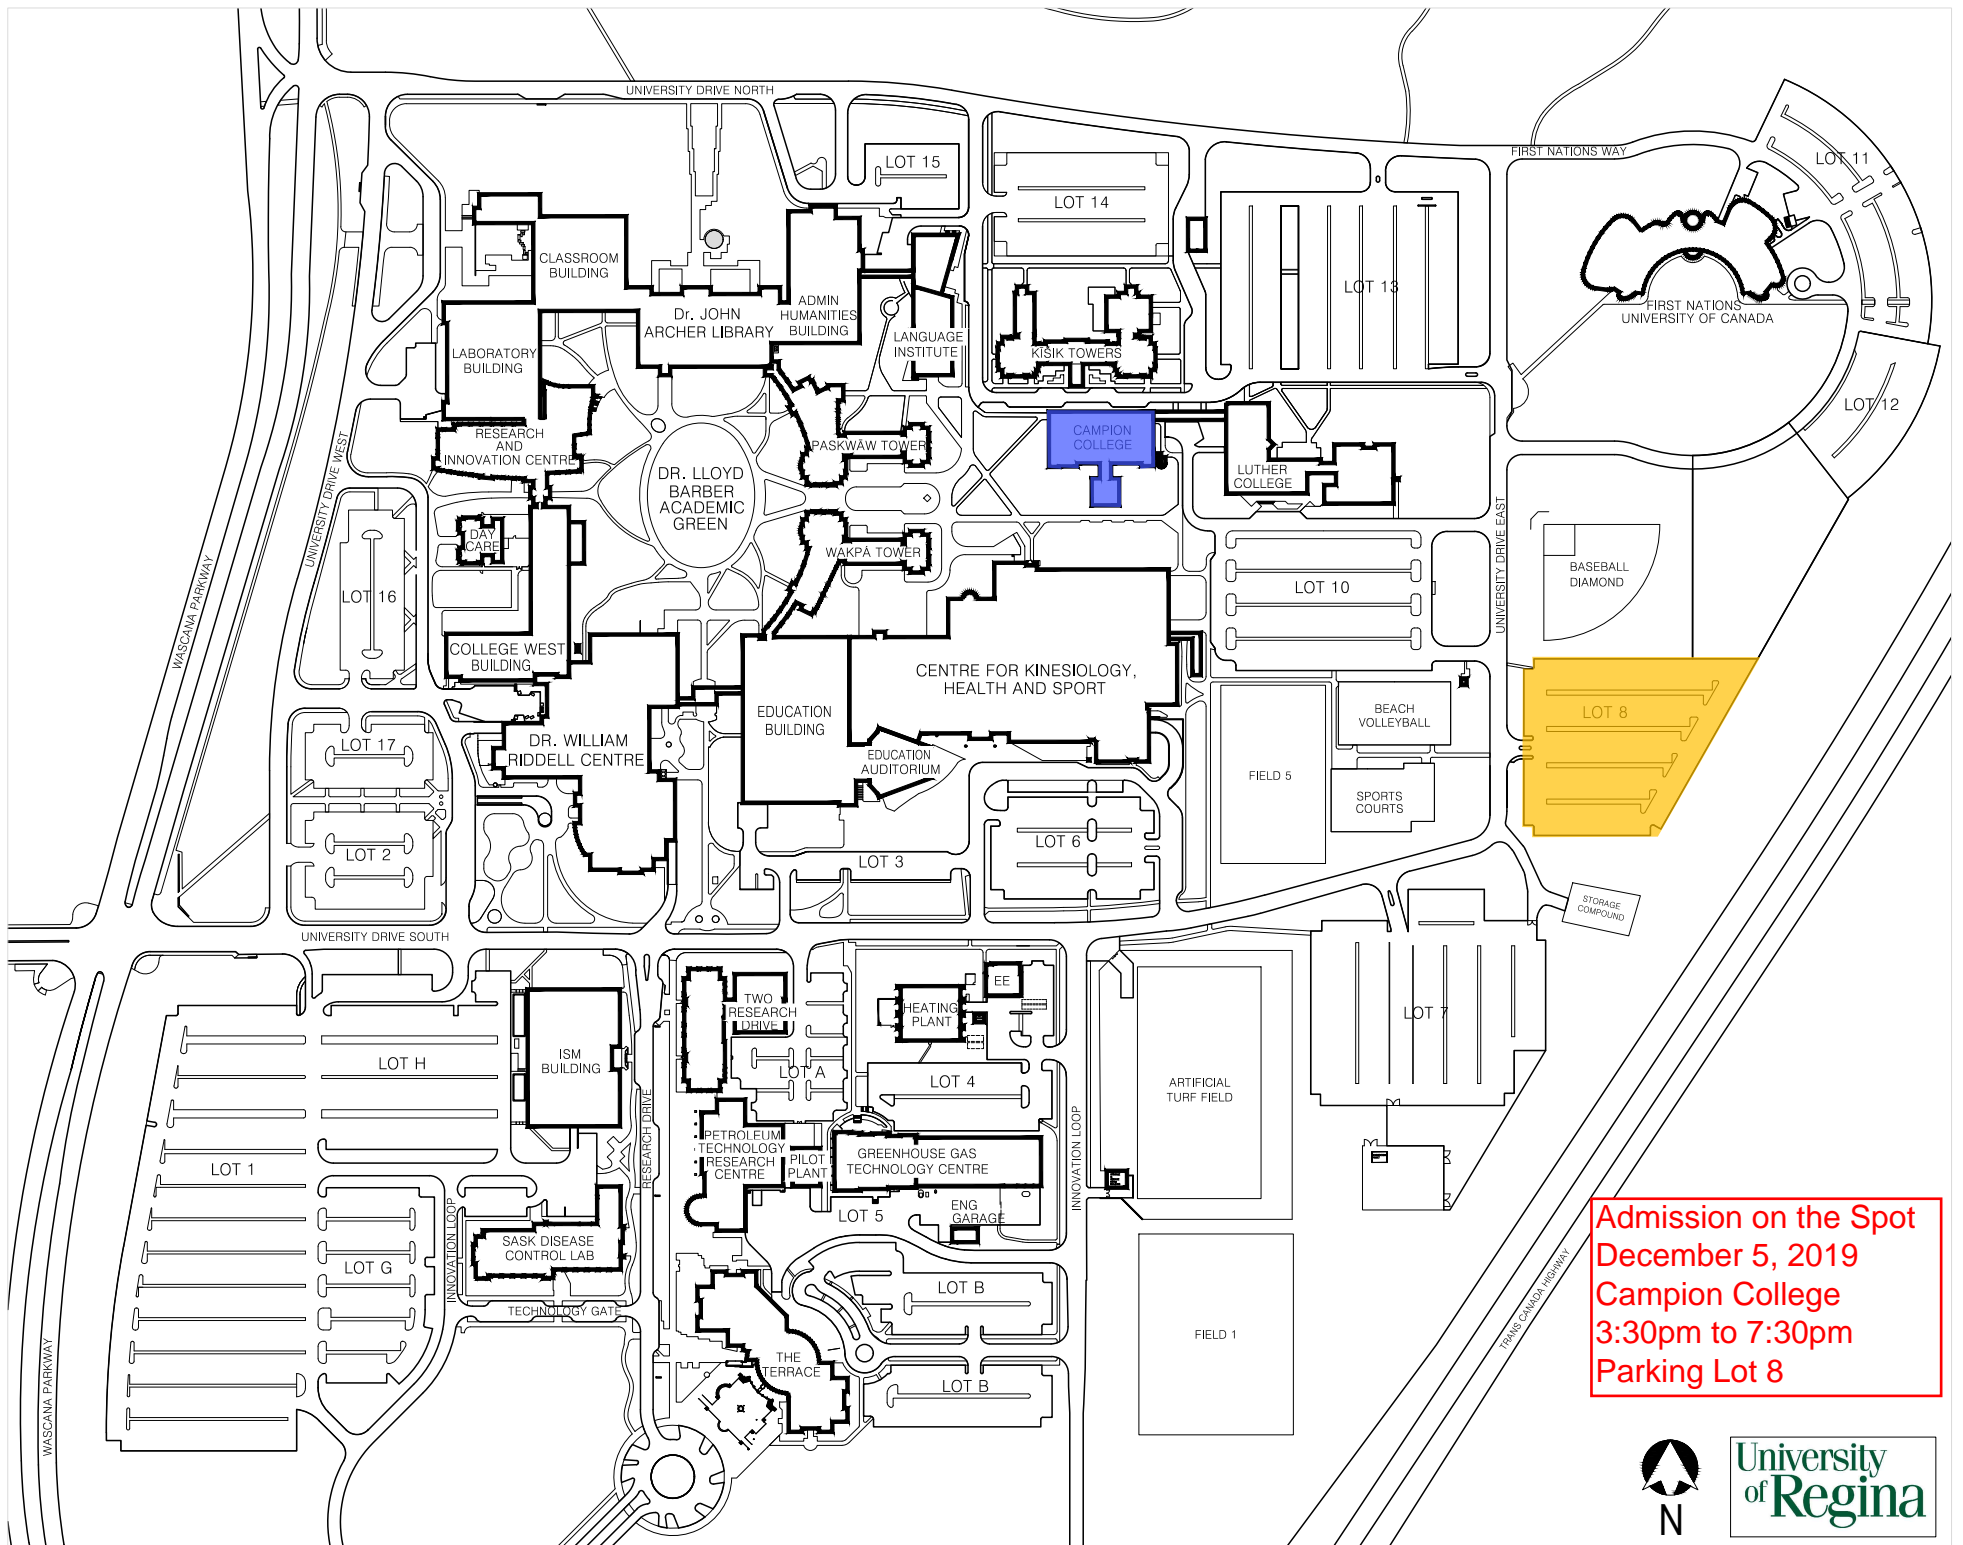 UNIVERSITY DRIVE NORTH
FIRST NATIONS WAY
LOT 15
LOT 11
LOT 14
CLASSROOM
BUILDING
LOT 13
ADMIN
HUMANITIES
BUILDING
Dr. JOHN
ARCHER LIBRARY
FIRST NATIONS
UNIVERSITY OF CANADA
LANGUAGE
INSTITUTE
KĪSIK TOWERS
LABORATORY
BUILDING
LOT 12
RESEARCH
AND
INNOVATION CENTRE
PASKWĀW TOWER
CAMPION
COLLEGE
LUTHER
COLLEGE
DR. LLOYD
BARBER
ACADEMIC
GREEN
UNIVERSITY DRIVE WEST
UNIVERSITY DRIVE EAST
WASCANA PARKWAY
DAY
CARE
WAKPĀ TOWER
BASEBALL
DIAMOND
LOT 16
LOT 10
COLLEGE WEST
BUILDING
CENTRE FOR KINESIOLOGY,
HEALTH AND SPORT
EDUCATION
BUILDING
BEACH
VOLLEYBALL
LOT 8
LOT 17
DR. WILLIAM
RIDDELL CENTRE
EDUCATION
AUDITORIUM
FIELD 5
SPORTS
COURTS
LOT 2
LOT 3
LOT 6
STORAGE
COMPOUND
UNIVERSITY DRIVE SOUTH
TWO
RESEARCH
DRIVE
EE
HEATING
PLANT
LOT 7
LOT H
ISM
BUILDING
LOT A
LOT 4
ARTIFICIAL
TURF FIELD
RESEARCH DRIVE
INNOVATION LOOP
PETROLEUM
TECHNOLOGY
RESEARCH
CENTRE
PILOT
PLANT
GREENHOUSE GAS
TECHNOLOGY CENTRE
LOT 1
LOT 5
ENG
GARAGE
INNOVATION LOOP
SASK DISEASE
CONTROL LAB
LOT G
LOT B
TECHNOLOGY GATE
TRANS CANADA HIGHWAY
FIELD 1
THE
TERRACE
LOT B
WASCANA PARKWAY
Admission on the Spot
December 5, 2019
Campion College
3:30pm to 7:30pm
Parking Lot 8
N
University
of Regina